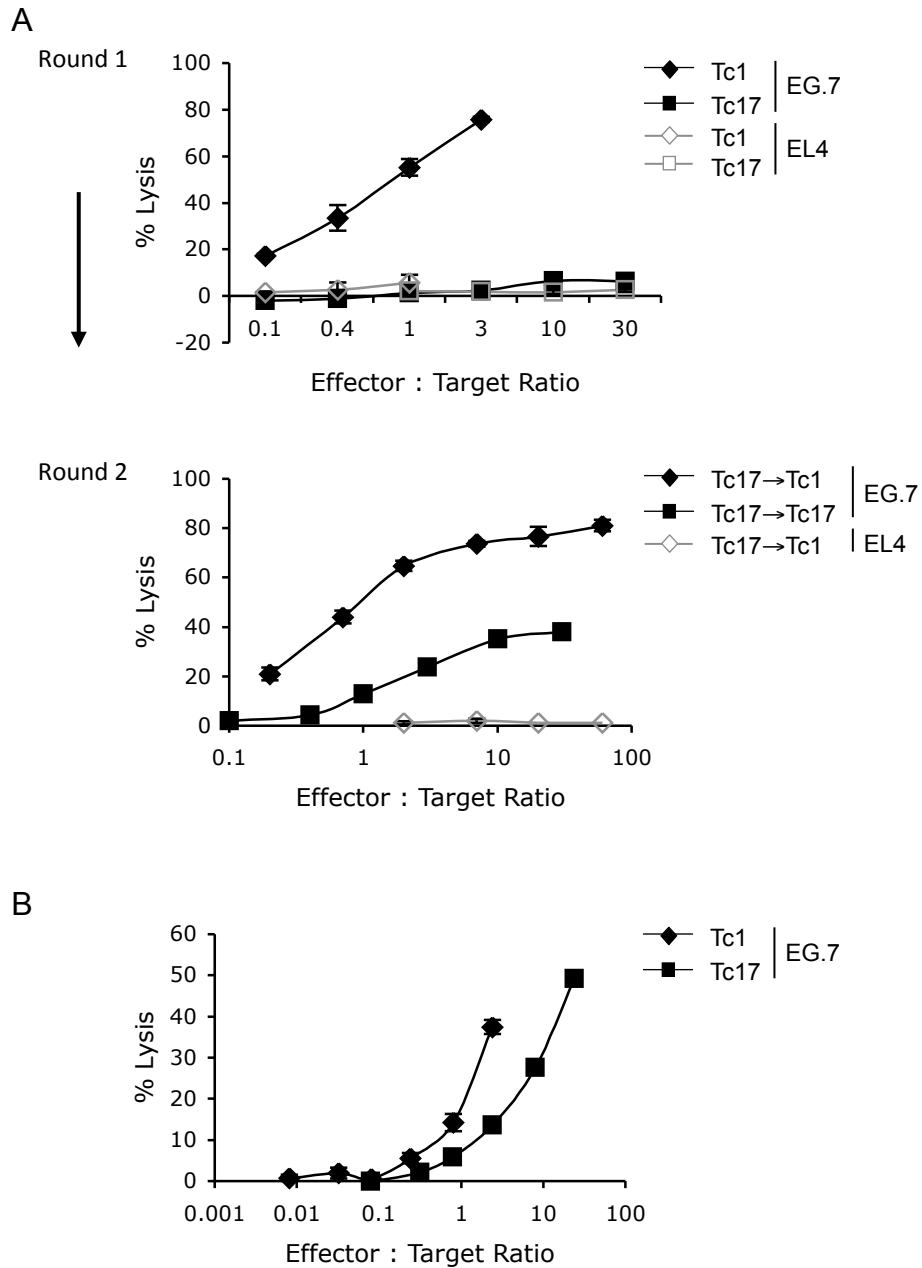 A
Round 1
100
80
60
40
20
0
-20
% Lysis
0.1 0.4 1 3 10 30
Effector : Target Ratio
Tc1
Tc17
EG.7
Tc1
Tc17
EL4
Round 2
100
80
60
40
20
0
% Lysis
0.1 1 10 100
Effector : Target Ratio
Tc17→Tc1
Tc17→Tc17
EG.7
Tc17→Tc1
EL4
B
60
50
40
30
20
10
0
% Lysis
0.001 0.01 0.1 1 10 100
Effector : Target Ratio
Tc1
Tc17
EG.7